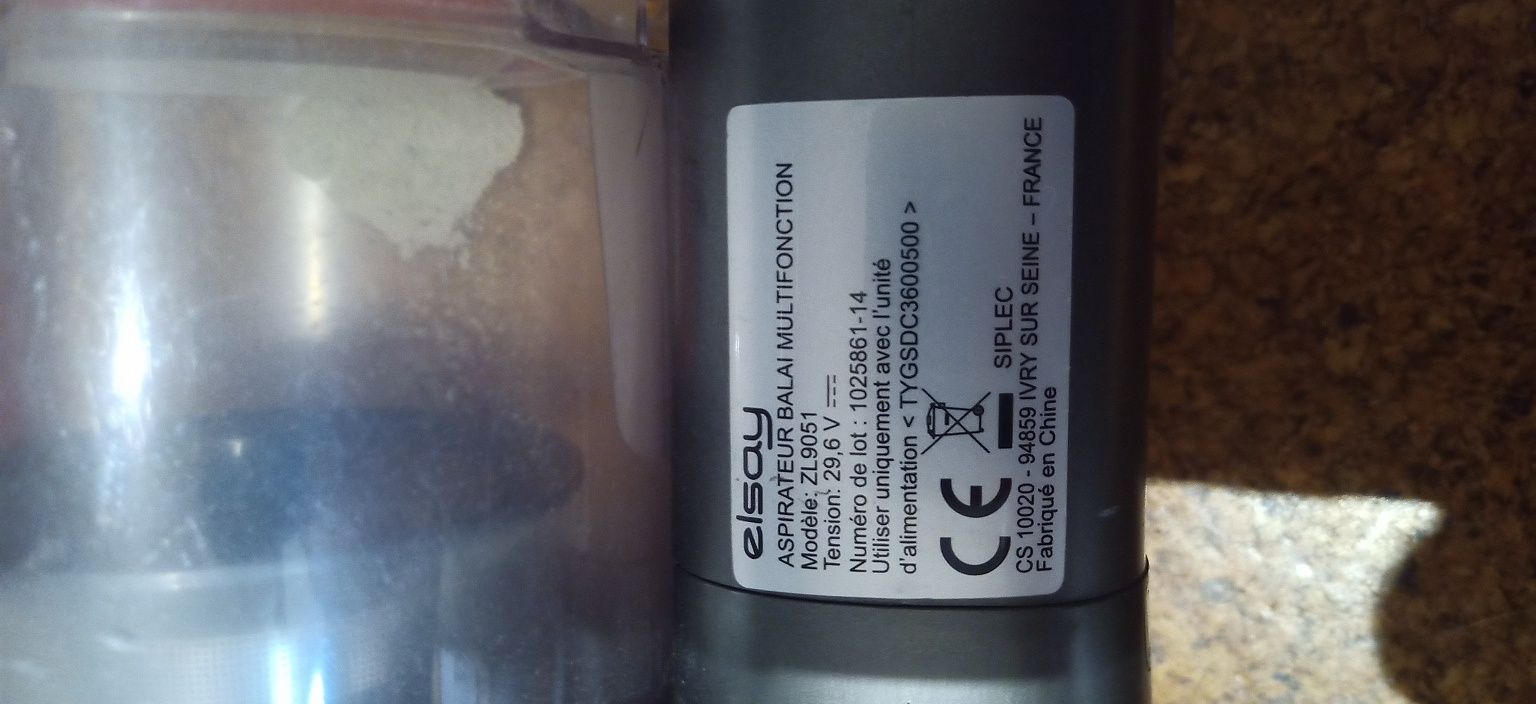 elsay
ASPIRATEUR BALAI MULTIFONCTION
Modèle: ZL9051
Tension: 29,6 V ⎓
Numéro de lot : 1025861-14
Utiliser uniquement avec l'unité
d'alimentation < TYGSDC3600500 >
CE
SIPLEC
CS 10020 - 94859 IVRY SUR SEINE – FRANCE
Fabriqué en Chine